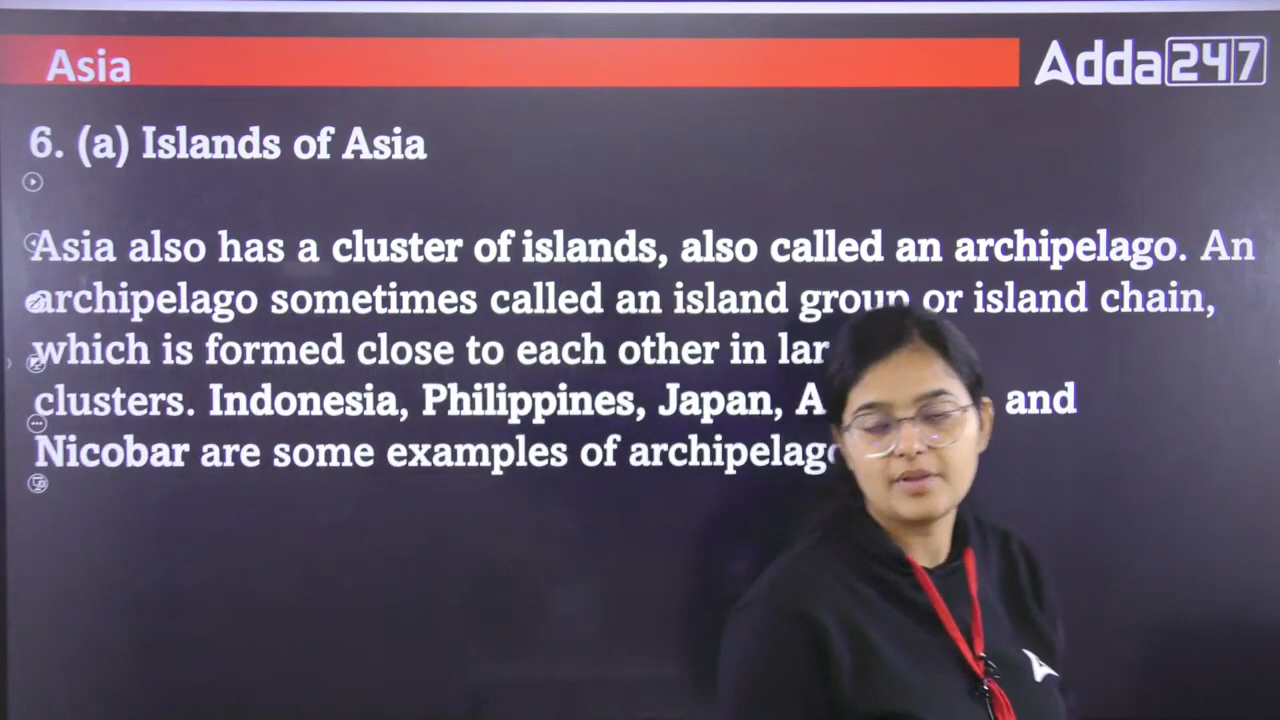 Asia
Adda247
6. (a) Islands of Asia
Asia also has a cluster of islands, also called an archipelago. An
archipelago sometimes called an island group or island chain,
which is formed close to each other in
clusters. Indonesia, Philippines, Japan, and
Nicobar are some examples of